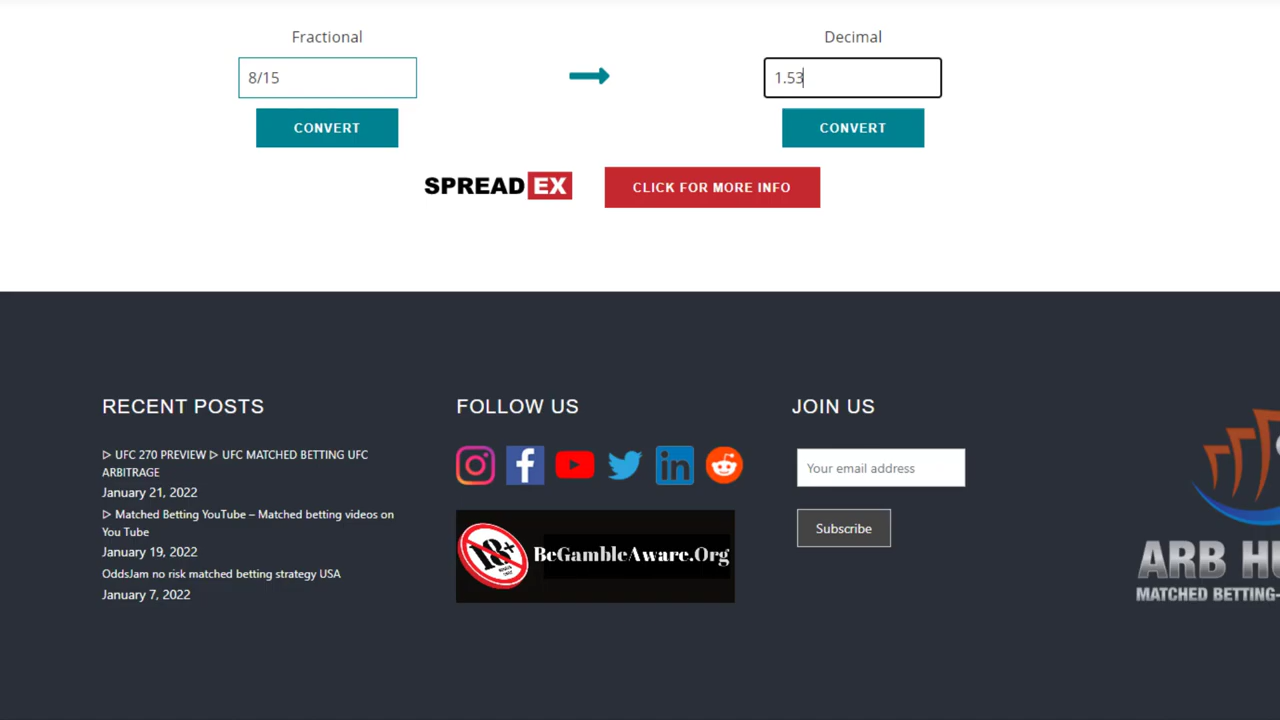 Fractional
Decimal
8/15
1.53
CONVERT
CONVERT
SPREADEX
CLICK FOR MORE INFO
RECENT POSTS
▷ UFC 270 PREVIEW ▷ UFC MATCHED BETTING UFC
ARBITRAGE
January 21, 2022
▷ Matched Betting YouTube – Matched betting videos on
You Tube
January 19, 2022
OddsJam no risk matched betting strategy USA
January 7, 2022
FOLLOW US
18+
BeGambleAware.Org
JOIN US
Your email address
Subscribe
ARB HU
MATCHED BETTING-